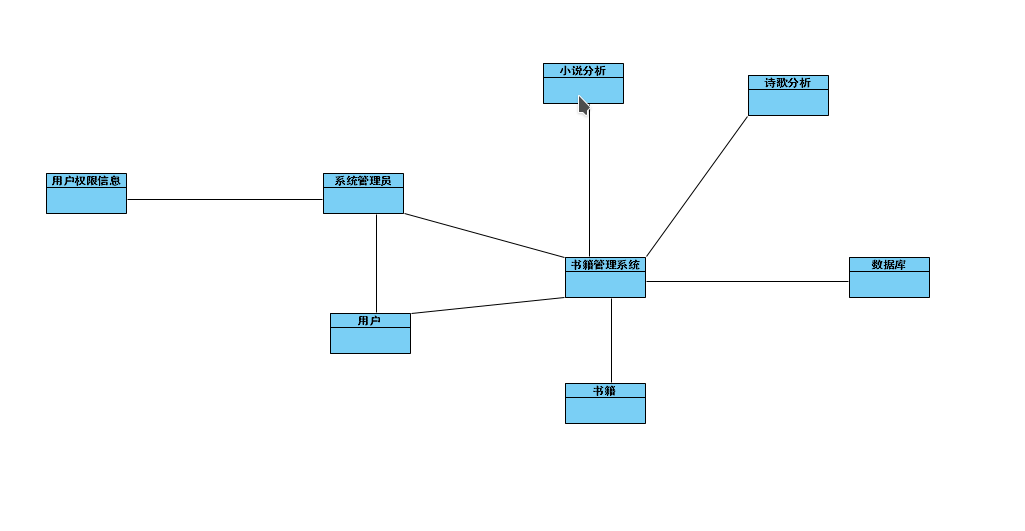 小说分析
诗歌分析
用户权限信息
系统管理员
书籍管理系统
数据库
用户
书籍